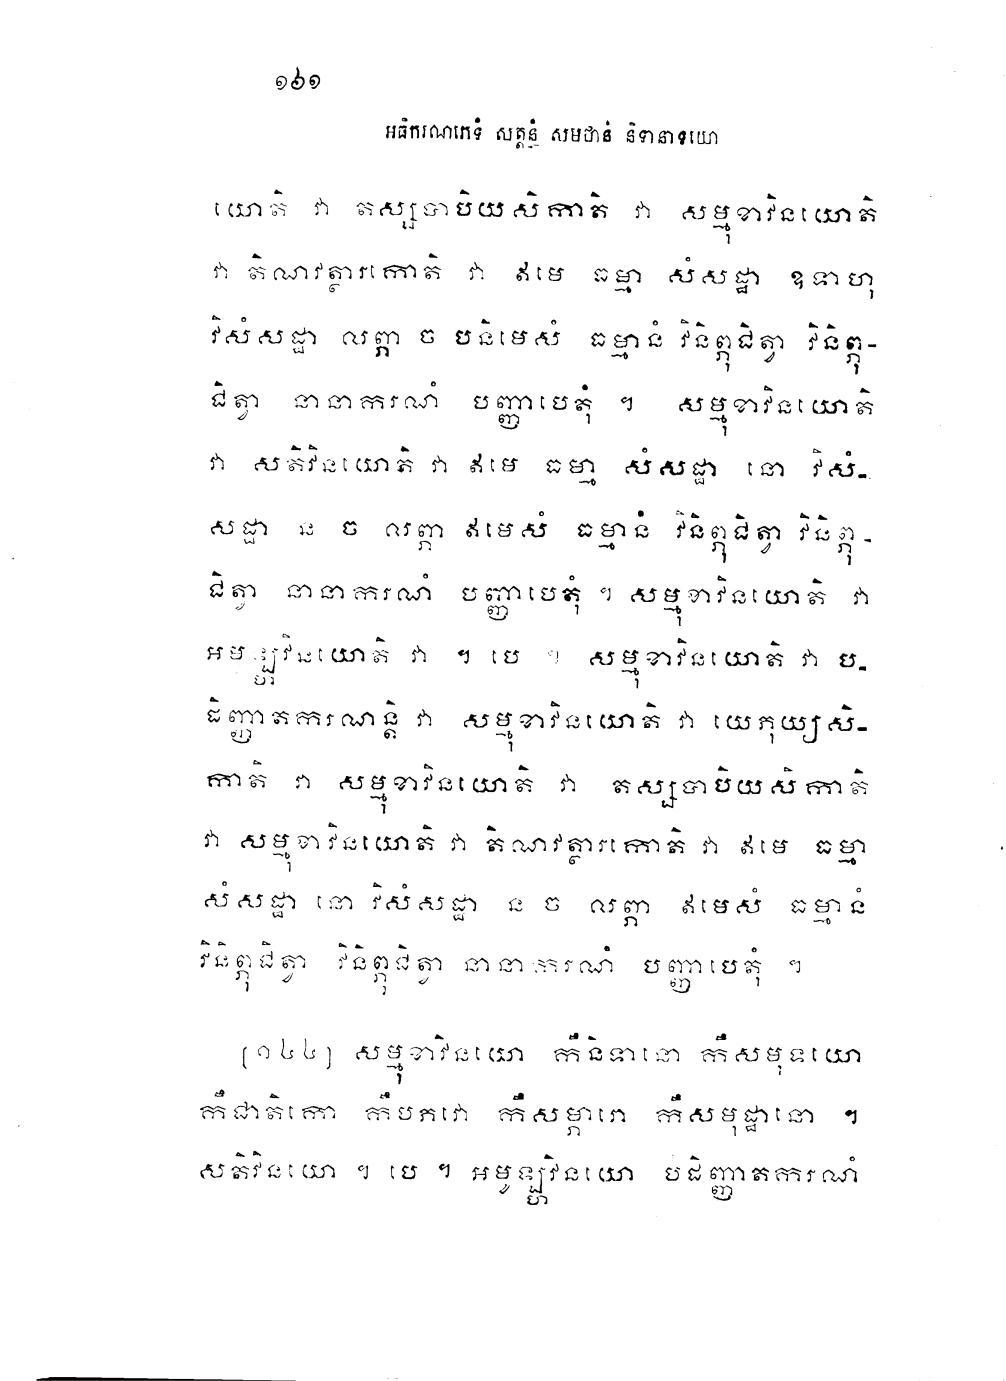 ១៦១
អធិករណភេទំ សត្តន្នំ សមថានំ និទានាទយោ
យោតិ វា តស្សបាបិយសិកាតិ វា សម្មុខាវិនយោតិ
វា តិណវត្ថារកោតិ វា ឥមេ ធម្មា សំសដ្ឋា ឧទាហុ
វិសំសដ្ឋា លព្ភា ច បនិមេសំ ធម្មានំ វិនិព្ភុជិត្វា វិនិព្ភុ-
ជិត្វា នានាករណំ បញ្ញាបេតុំ ។ សម្មុខាវិនយោតិ
វា សតិវិនយោតិ វា ឥមេ ធម្មា សំសដ្ឋា នោ វិសំ-
សដ្ឋា ន ច លព្ភា ឥមេសំ ធម្មានំ វិនិព្ភុជិត្វា វិនិព្ភុ-
ជិត្វា នានាករណំ បញ្ញាបេតុំ ។ សម្មុខាវិនយោតិ វា
អមូឡ្ហវិនយោតិ វា ។ បេ ។ សម្មុខាវិនយោតិ វា ប-
ដិញ្ញាតករណន្តិ វា សម្មុខាវិនយោតិ វា យេភុយ្យសិ-
កាតិ វា សម្មុខាវិនយោតិ វា តស្សបាបិយសិកាតិ
វា សម្មុខាវិនយោតិ វា តិណវត្ថារកោតិ វា ឥមេ ធម្មា
សំសដ្ឋា នោ វិសំសដ្ឋា ន ច លព្ភា ឥមេសំ ធម្មានំ
វិនិព្ភុជិត្វា វិនិព្ភុជិត្វា នានាករណំ បញ្ញាបេតុំ ។
[១៤៤] សម្មុខាវិនយោ កឹនិទានោ កឹសមុទយោ
កឹជាតិកោ កឹបភវោ កឹសម្ភារោ កឹសមុដ្ឋានោ ។
សតិវិនយោ ។ បេ ។ អមូឡ្ហវិនយោ បដិញ្ញាតករណំ